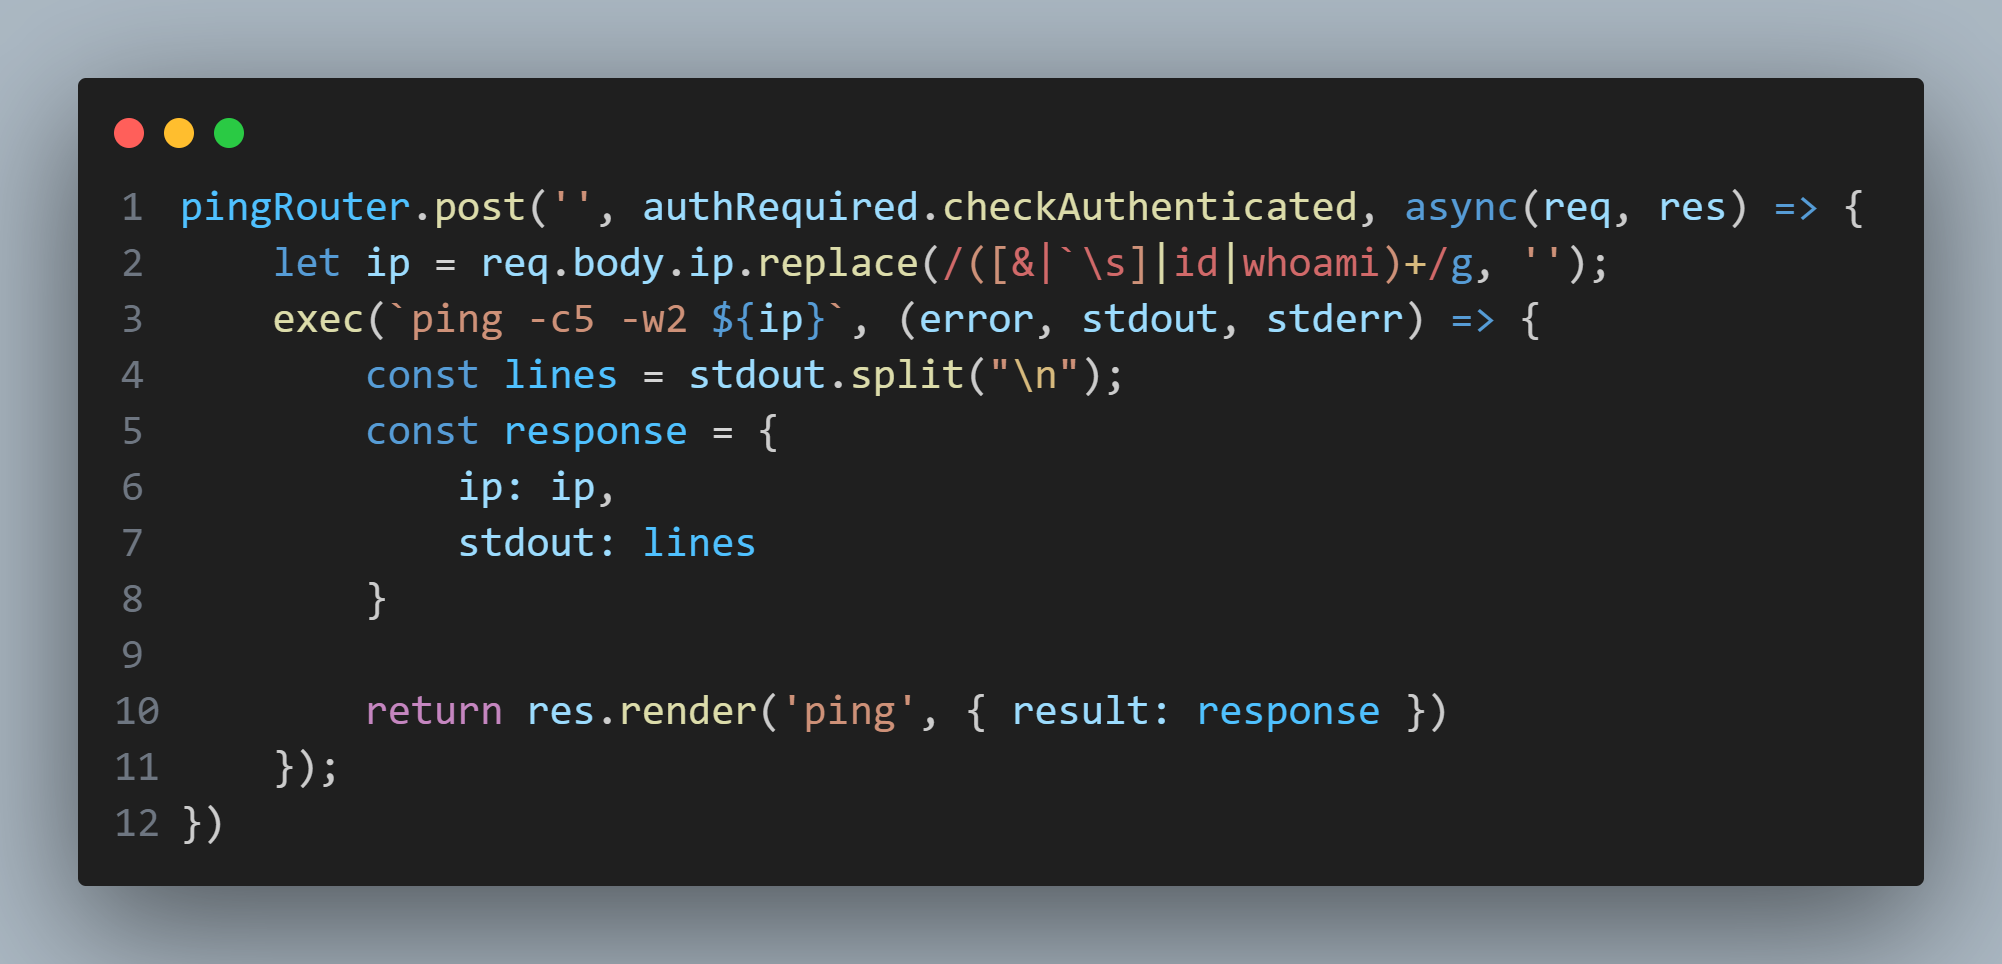 1 pingRouter.post('', authRequired.checkAuthenticated, async(req, res) => {
2     let ip = req.body.ip.replace(/([&|`\s]|id|whoami)+/g, '');
3     exec(`ping -c5 -w2 ${ip}`, (error, stdout, stderr) => {
4         const lines = stdout.split("\n");
5         const response = {
6             ip: ip,
7             stdout: lines
8         }
9
10         return res.render('ping', { result: response })
11     });
12 })